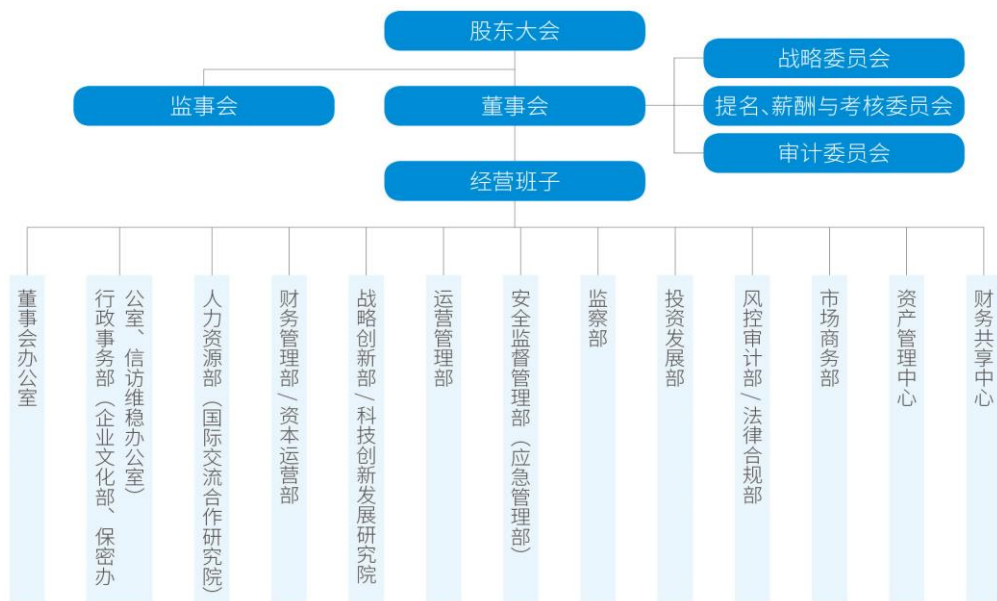 股东大会
监事会
董事会
战略委员会
提名、薪酬与考核委员会
审计委员会
经营班子
董事会办公室
行政事务部（企业文化部、保密办
公室、信访维稳办公室）
人力资源部（国际交流合作研究院）
财务管理部/资本运营部
战略创新部/科技创新发展研究院
运营管理部
安全监督管理部（应急管理部）
监察部
投资发展部
风控审计部/法律合规部
市场商务部
资产管理中心
财务共享中心